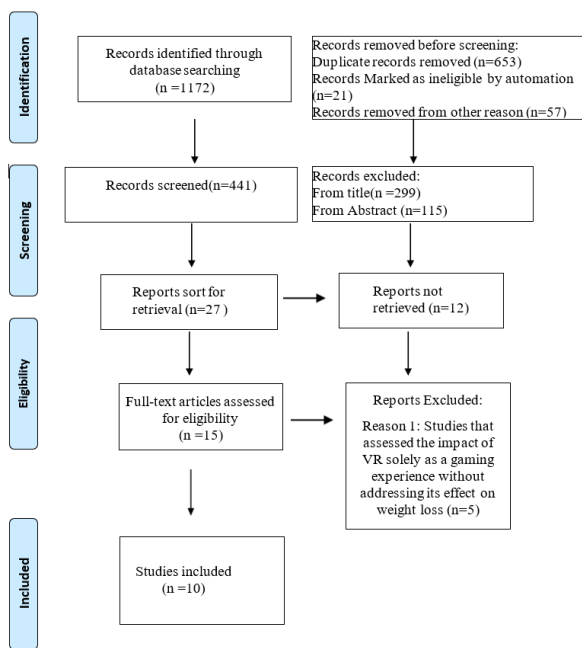 Identification
Records identified through
database searching
(n =1172)
Records removed before screening:
Duplicate records removed (n=653)
Records Marked as ineligible by automation
(n=21)
Records removed from other reason (n=57)
Screening
Records screened(n=441)
Records excluded:
From title(n =299)
From Abstract (n=115)
Reports sort for
retrieval (n=27 )
Reports not
retrieved (n=12)
Eligibility
Full-text articles assessed
for eligibility
(n =15)
Reports Excluded:
Reason 1: Studies that
assessed the impact of
VR solely as a gaming
experience without
addressing its effect on
weight loss (n=5)
Included
Studies included
(n =10)